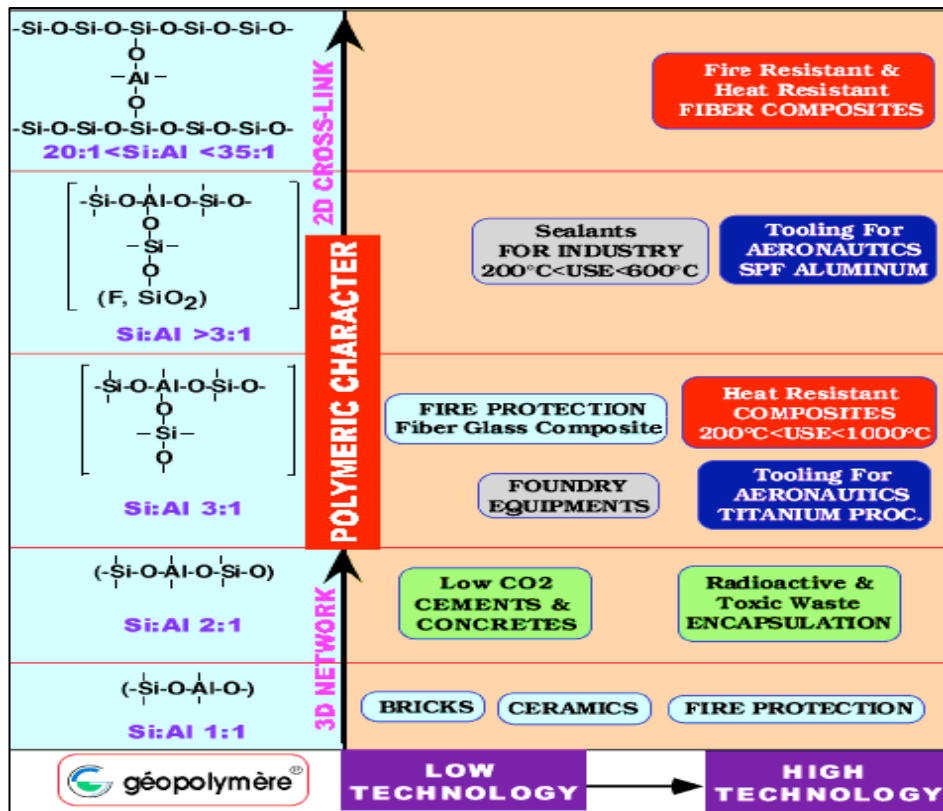 -Si-O-Si-O-Si-O-Si-O-Si-O-
O
-Al-
O
-Si-O-Si-O-Si-O-Si-O-Si-O-
20:1<Si:Al <35:1
Fire Resistant &
Heat Resistant
FIBER COMPOSITES
2D CROSS-LINK
-Si-O-Al-O-Si-O-
O
-Si-
O
(F, SiO2)
Si:Al >3:1
Sealants
FOR INDUSTRY
200°C<USE<600°C
Tooling For
AERONAUTICS
SPF ALUMINUM
POLYMERIC CHARACTER
-Si-O-Al-O-Si-O-
O
-Si-
O
Si:Al 3:1
FIRE PROTECTION
Fiber Glass Composite
Heat Resistant
COMPOSITES
200°C<USE<1000°C
FOUNDRY
EQUIPMENTS
Tooling For
AERONAUTICS
TITANIUM PROC.
(-Si-O-Al-O-Si-O)
Si:Al 2:1
Low CO2
CEMENTS &
CONCRETES
Radioactive &
Toxic Waste
ENCAPSULATION
3D NETWORK
(-Si-O-Al-O-)
Si:Al 1:1
BRICKS
CERAMICS
FIRE PROTECTION
géopolymère®
LOW
TECHNOLOGY
HIGH
TECHNOLOGY